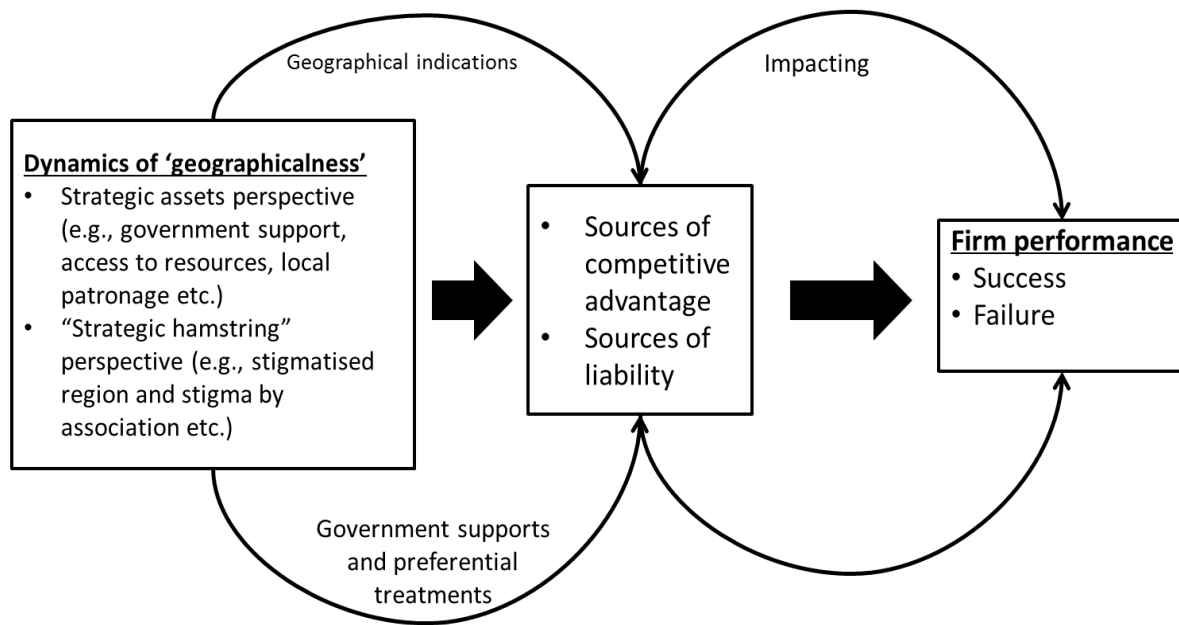 Geographical indications
Impacting
Dynamics of ‘geographicalness’
• Strategic assets perspective
(e.g., government support,
access to resources, local
patronage etc.)
• “Strategic hamstring”
perspective (e.g., stigmatised
region and stigma by
association etc.)
• Sources of
competitive
advantage
• Sources of
liability
Firm performance
• Success
• Failure
Government supports
and preferential
treatments